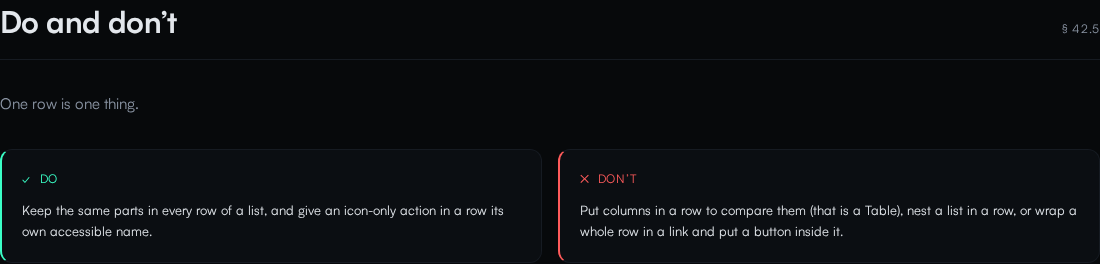 Do and don’t
§ 42.5
One row is one thing.
✓ DO
Keep the same parts in every row of a list, and give an icon-only action in a row its
own accessible name.
✕ DON’T
Put columns in a row to compare them (that is a Table), nest a list in a row, or wrap a
whole row in a link and put a button inside it.